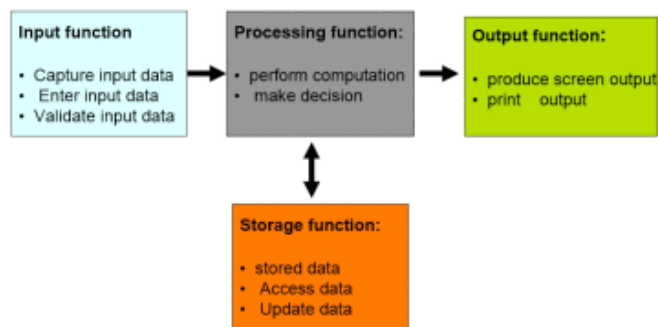 Input function
• Capture input data
• Enter input data
• Validate input data
Processing function:
• perform computation
• make decision
Output function:
• produce screen output
• print output
Storage function:
• stored data
• Access data
• Update data